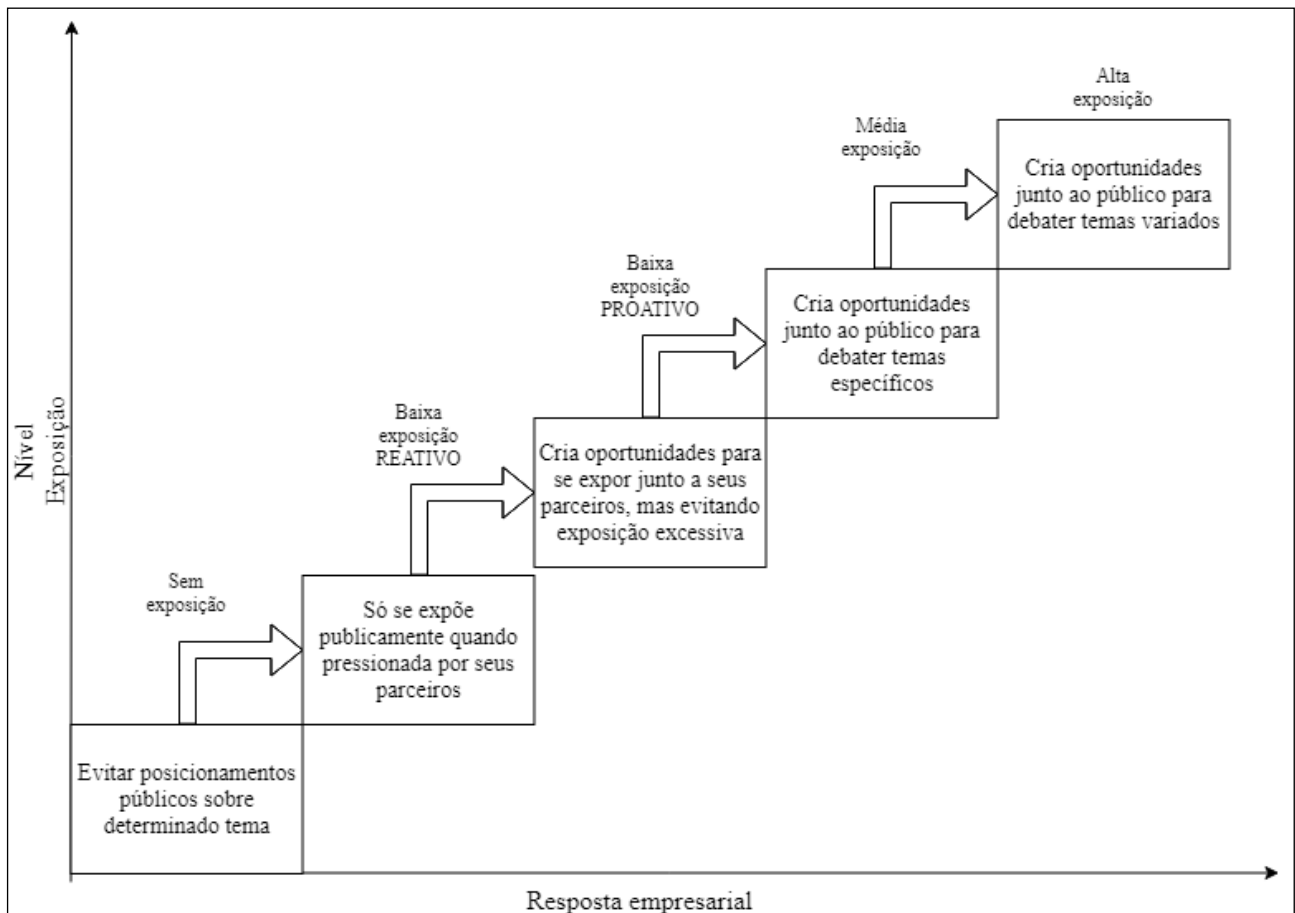 Alta
exposição
Cria oportunidades
junto ao público para
debater temas variados
Média
exposição
Cria oportunidades
junto ao público para
debater temas
específicos
Baixa
exposição
PROATIVO
Cria oportunidades para
se expor junto a seus
parceiros, mas evitando
exposição excessiva
Baixa
exposição
REATIVO
Só se expõe
publicamente quando
pressionada por seus
parceiros
Sem
exposição
Evitar posicionamentos
públicos sobre
determinado tema
Nível
Exposição
Resposta empresarial